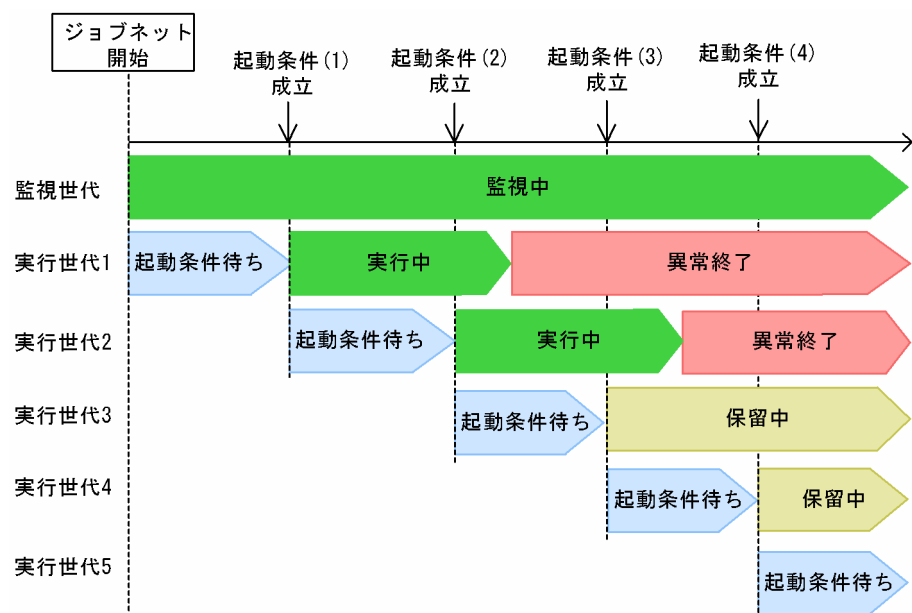 ジョブネット
開始
起動条件(1)
成立
起動条件(2)
成立
起動条件(3)
成立
起動条件(4)
成立
監視世代
監視中
実行世代1
起動条件待ち
実行中
異常終了
実行世代2
起動条件待ち
実行中
異常終了
実行世代3
起動条件待ち
保留中
実行世代4
起動条件待ち
保留中
実行世代5
起動条件待ち